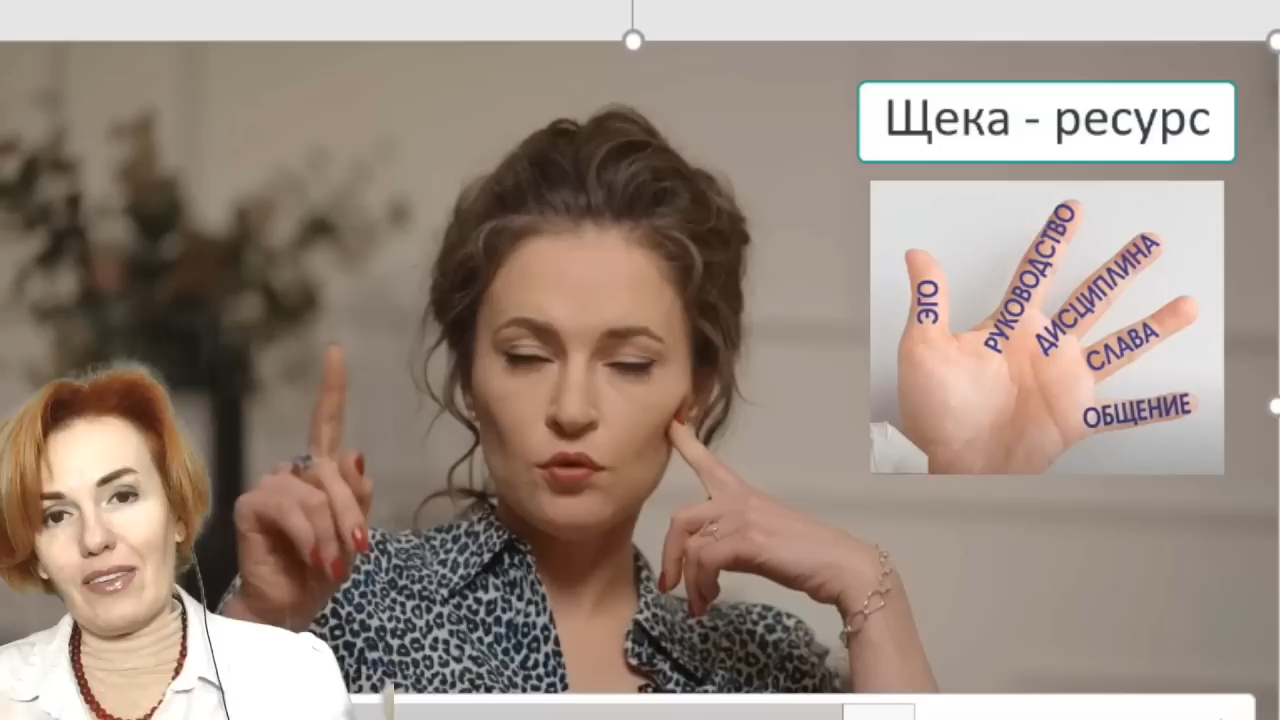 Щека - ресурс
ЭГО
РУКОВОДСТВО
ДИСЦИПЛИНА
СЛАВА
ОБЩЕНИЕ